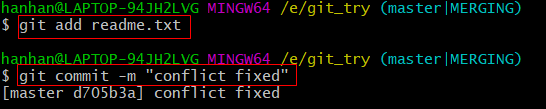 hanhan@LAPTOP-94JH2LVG MINGW64 /e/git_try (master|MERGING)
$ git add readme.txt
hanhan@LAPTOP-94JH2LVG MINGW64 /e/git_try (master|MERGING)
$ git commit -m "conflict fixed"
[master d705b3a] conflict fixed